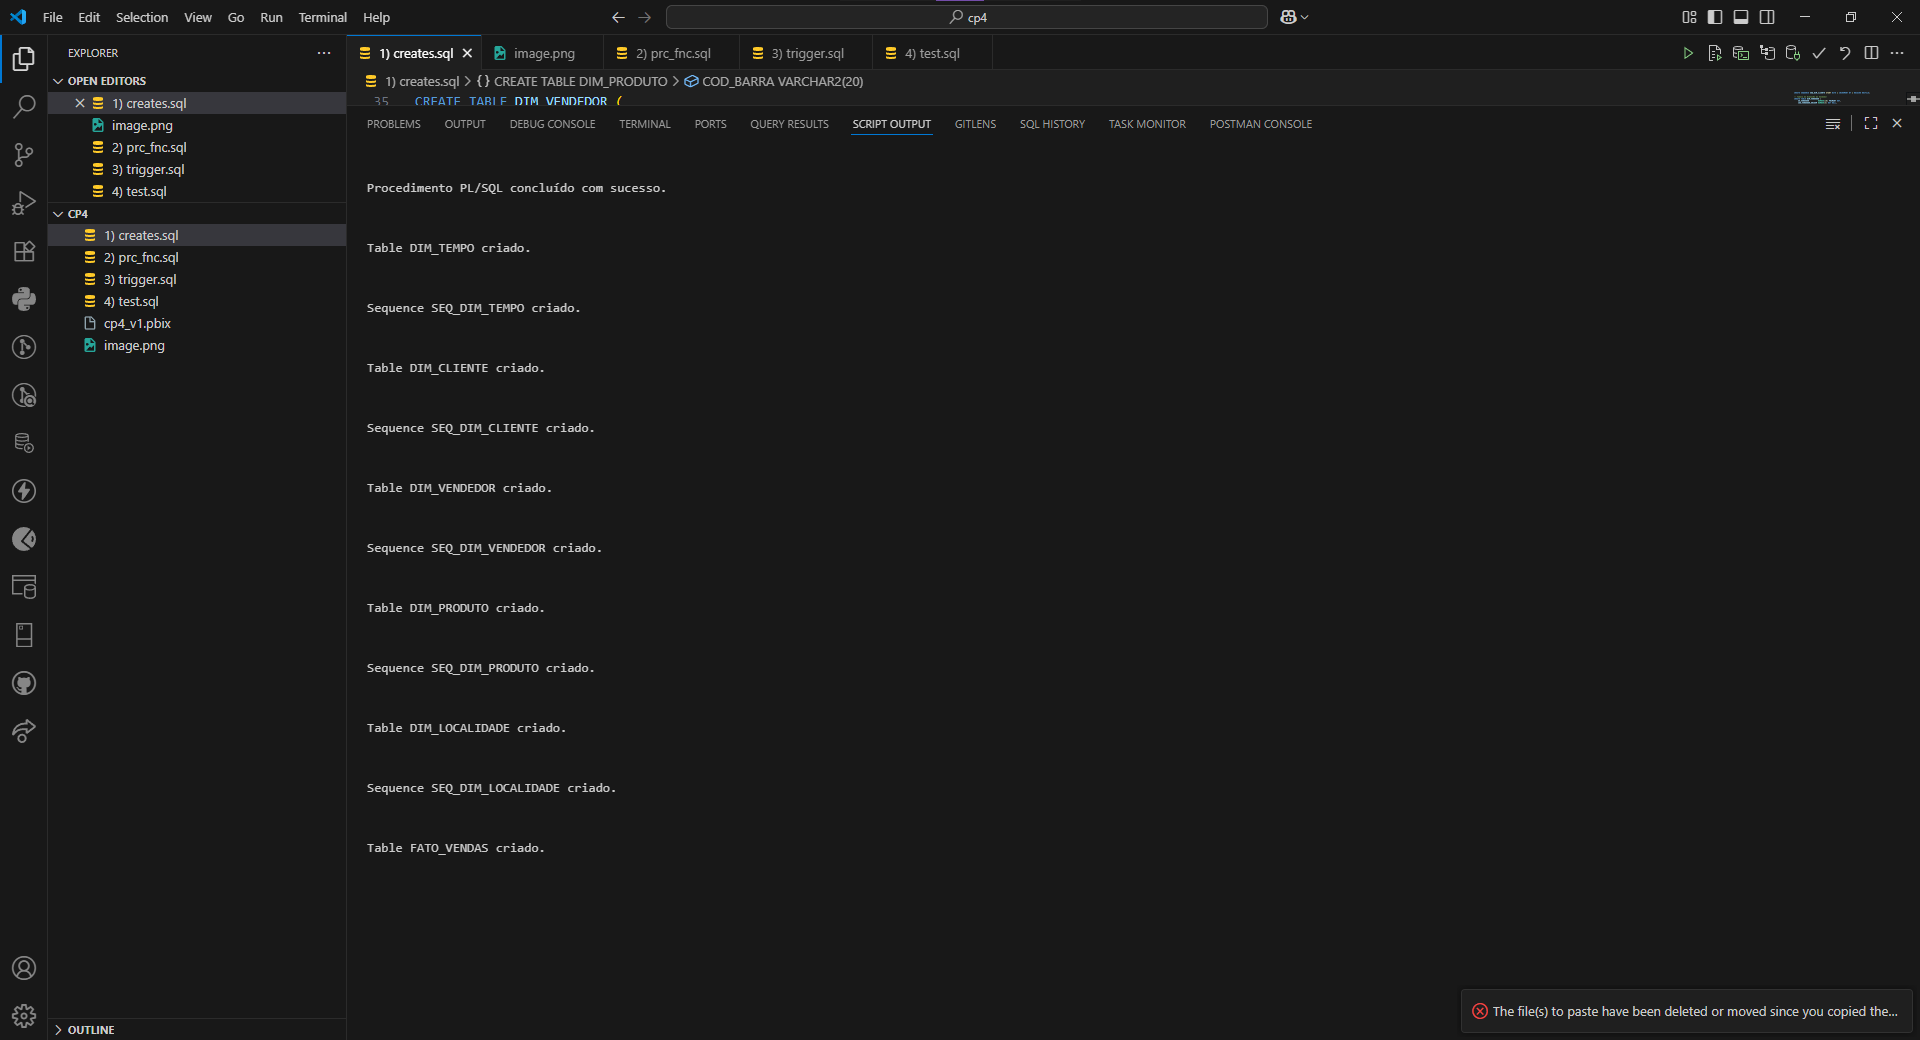 File Edit Selection View Go Run Terminal Help
cp4
EXPLORER
OPEN EDITORS
1) creates.sql
image.png
2) prc_fnc.sql
3) trigger.sql
4) test.sql
CP4
1) creates.sql
2) prc_fnc.sql
3) trigger.sql
4) test.sql
cp4_v1.pbix
image.png
OUTLINE
1) creates.sql image.png 2) prc_fnc.sql 3) trigger.sql 4) test.sql
1) creates.sql > {} CREATE TABLE DIM_PRODUTO > COD_BARRA VARCHAR2(20)
35 CREATE TABLE DIM_VENDEDOR (
PROBLEMS OUTPUT DEBUG CONSOLE TERMINAL PORTS QUERY RESULTS SCRIPT OUTPUT GITLENS SQL HISTORY TASK MONITOR POSTMAN CONSOLE
Procedimento PL/SQL concluído com sucesso.
Table DIM_TEMPO criado.
Sequence SEQ_DIM_TEMPO criado.
Table DIM_CLIENTE criado.
Sequence SEQ_DIM_CLIENTE criado.
Table DIM_VENDEDOR criado.
Sequence SEQ_DIM_VENDEDOR criado.
Table DIM_PRODUTO criado.
Sequence SEQ_DIM_PRODUTO criado.
Table DIM_LOCALIDADE criado.
Sequence SEQ_DIM_LOCALIDADE criado.
Table FATO_VENDAS criado.
The file(s) to paste have been deleted or moved since you copied the...